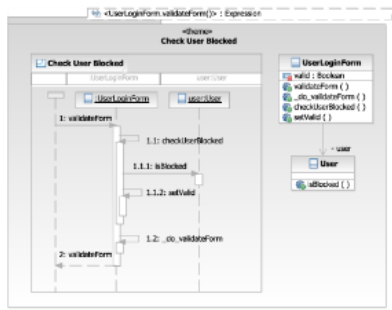 <UserLoginForm.validateForm()> : Expression
«theme»
Check User Blocked
Check User Blocked
UserLoginForm
user:User
:UserLoginForm
user:User
1: validateForm
1.1: checkUserBlocked
1.1.1: isBlocked
1.1.2: setValid
1.2: _do_validateForm
2: validateForm
UserLoginForm
valid : Boolean
validateForm ( )
_do_validateForm ( )
checkUserBlocked ( )
setValid ( )
- user
User
isBlocked ( )